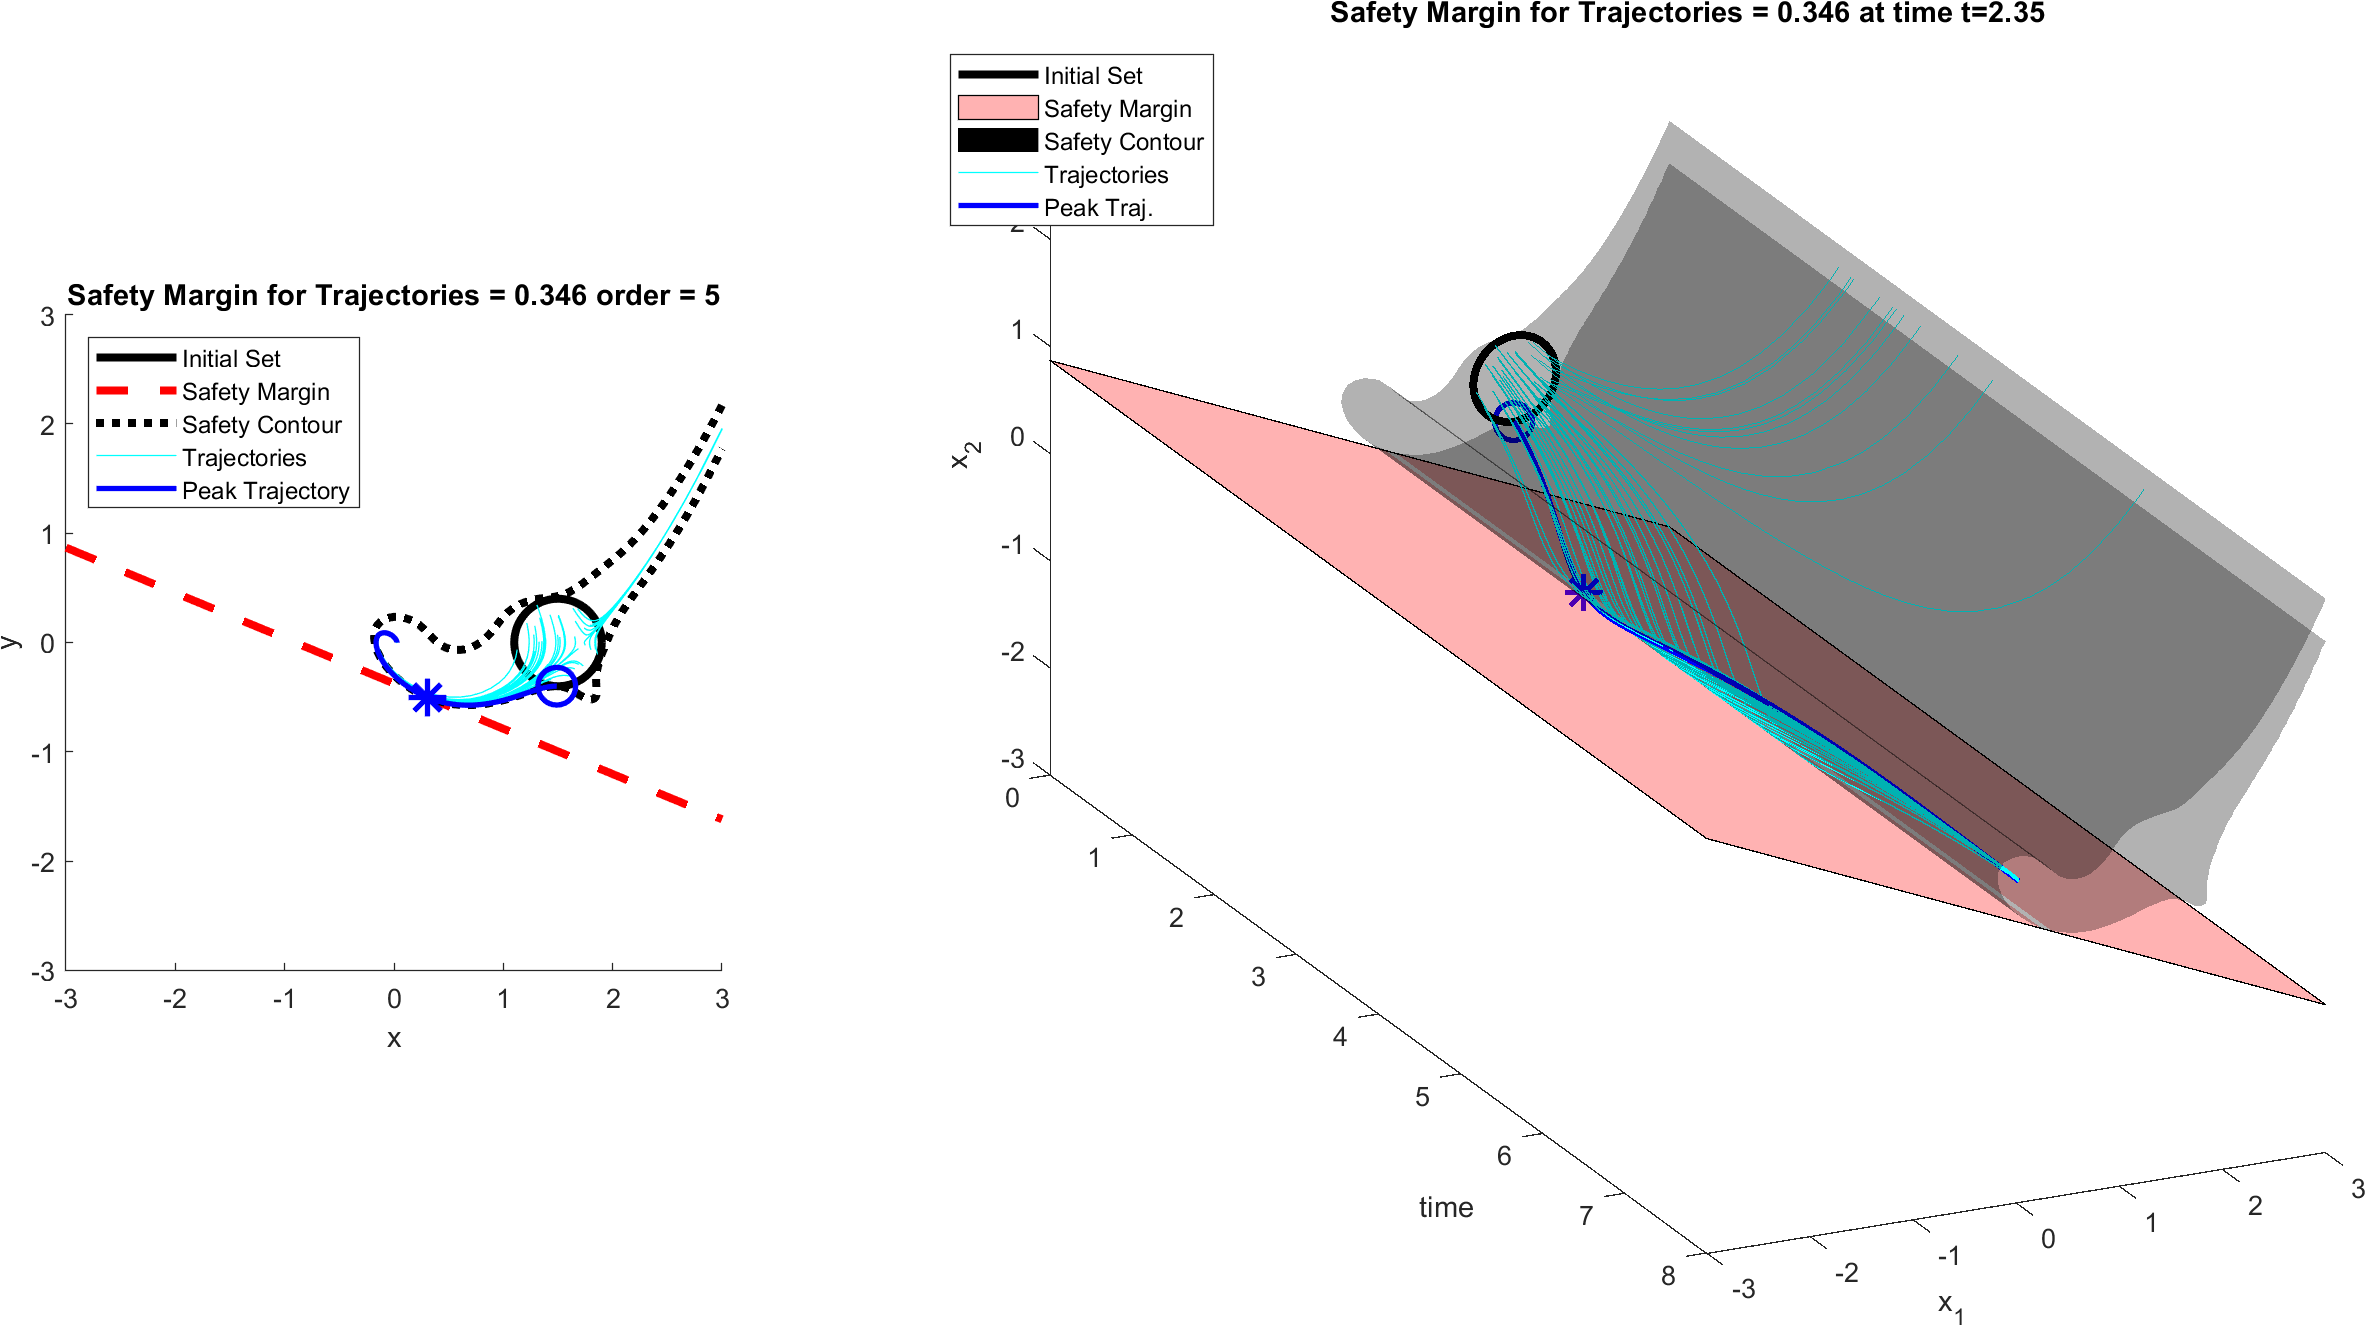 Safety Margin for Trajectories = 0.346 order = 5
Initial Set
Safety Margin
Safety Contour
Trajectories
Peak Trajectory
3
2
1
0
-1
-2
-3
y
-3 -2 -1 0 1 2 3
x
Safety Margin for Trajectories = 0.346 at time t=2.35
Initial Set
Safety Margin
Safety Contour
Trajectories
Peak Traj.
2
1
0
-1
-2
-3
x2
0
1
2
3
4
5
6
7
8
time
-3
-2
-1
0
1
2
3
x1